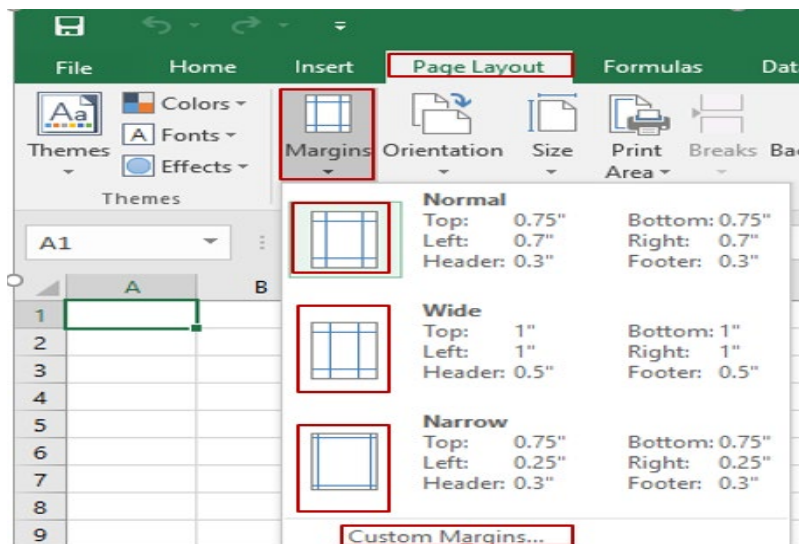 File Home Insert Page Layout Formulas Dat
Aa Colors
A Fonts
Themes Effects
Margins Orientation Size Print Area Breaks Bac
Themes
A1
A B
1
2
3
4
5
6
7
8
9
Normal
Top: 0.75" Bottom: 0.75"
Left: 0.7" Right: 0.7"
Header: 0.3" Footer: 0.3"
Wide
Top: 1" Bottom: 1"
Left: 1" Right: 1"
Header: 0.5" Footer: 0.5"
Narrow
Top: 0.75" Bottom: 0.75"
Left: 0.25" Right: 0.25"
Header: 0.3" Footer: 0.3"
Custom Margins...